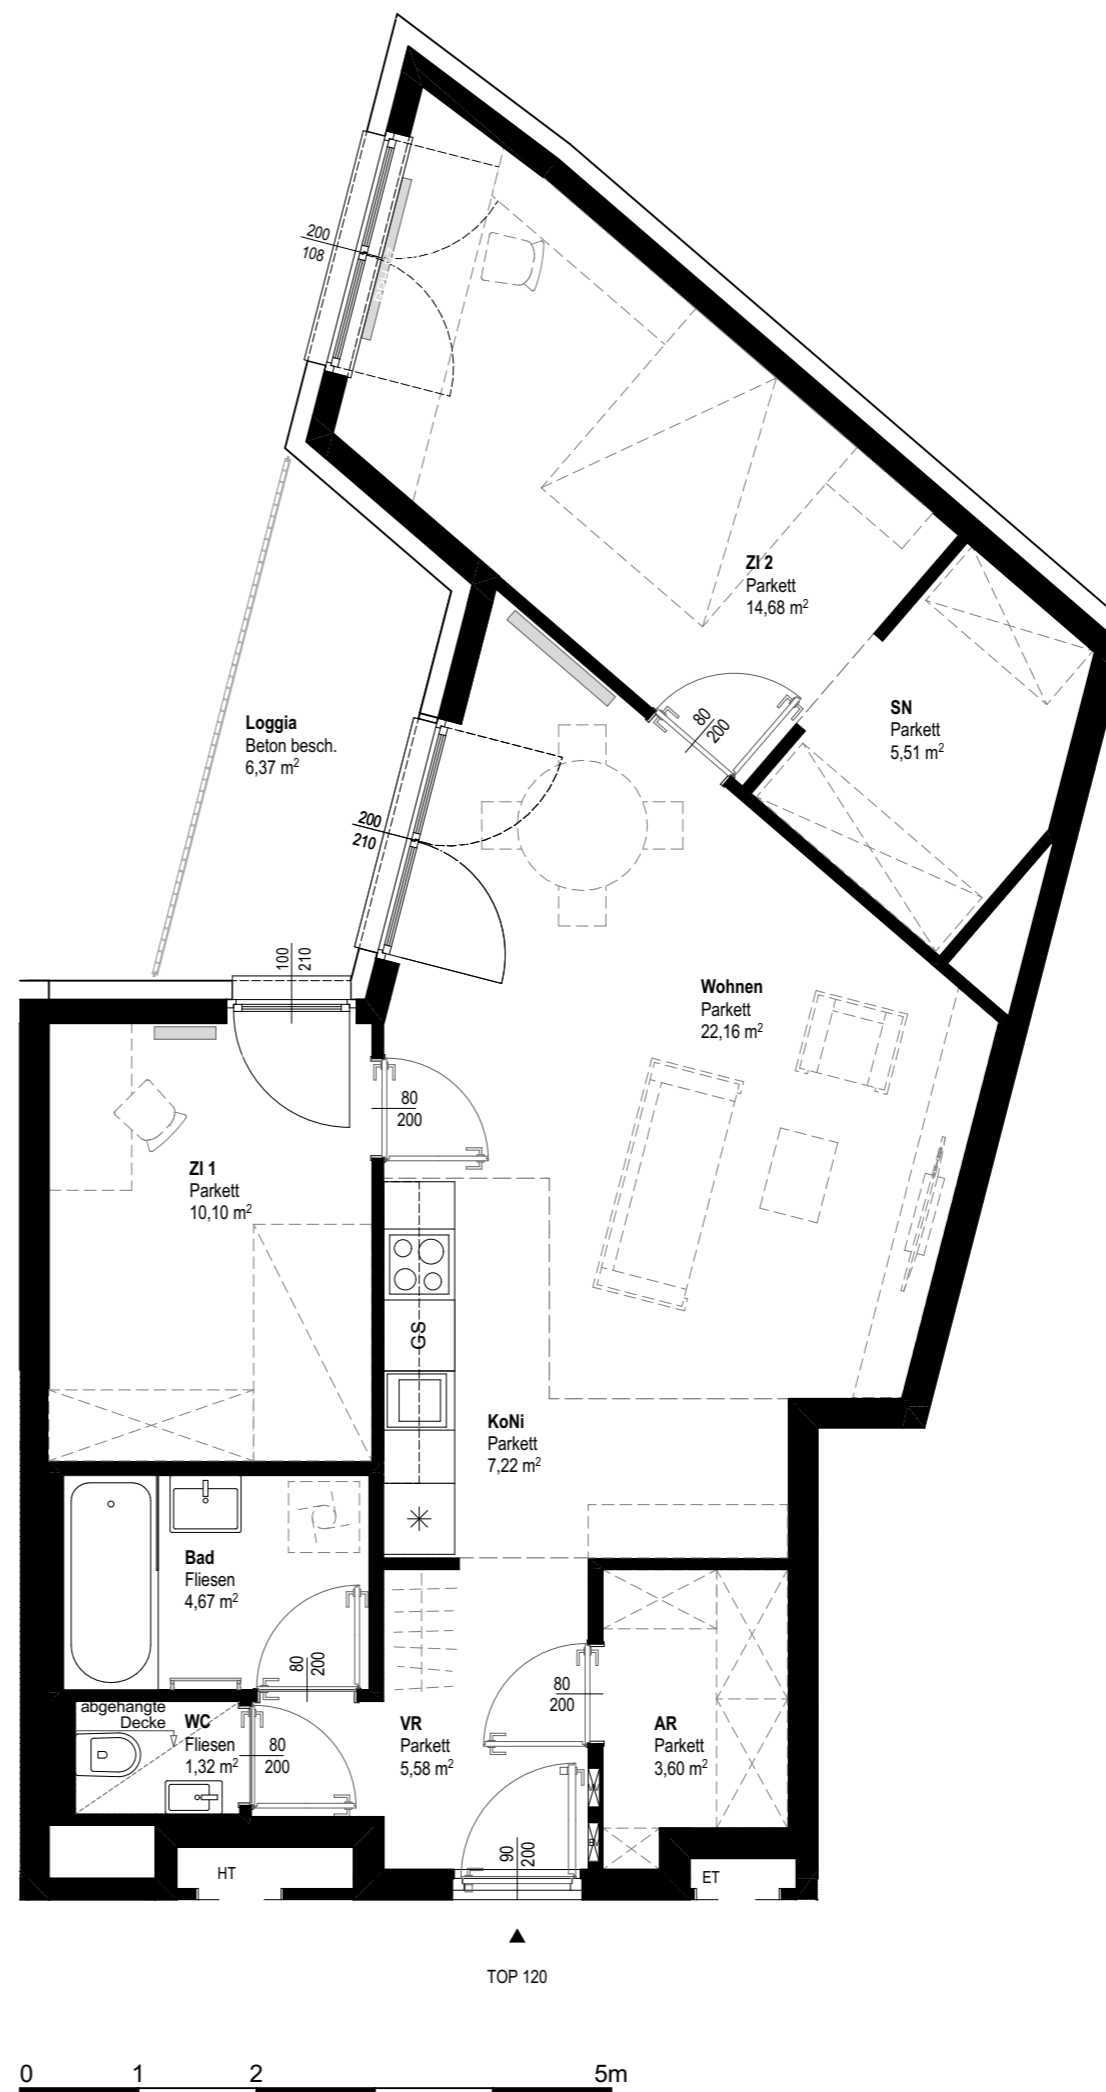 200
108
ZI 2
Parkett
14,68 m²
80
200
SN
Parkett
5,51 m²
Loggia
Beton besch.
6,37 m²
200
210
100
210
Wohnen
Parkett
22,16 m²
80
200
ZI 1
Parkett
10,10 m²
GS
KoNi
Parkett
7,22 m²
Bad
Fliesen
4,67 m²
80
200
abgehängte
Decke
WC
Fliesen
1,32 m²
80
200
VR
Parkett
5,58 m²
80
200
AR
Parkett
3,60 m²
90
200
HT
ET
TOP 120
0 1 2 5m